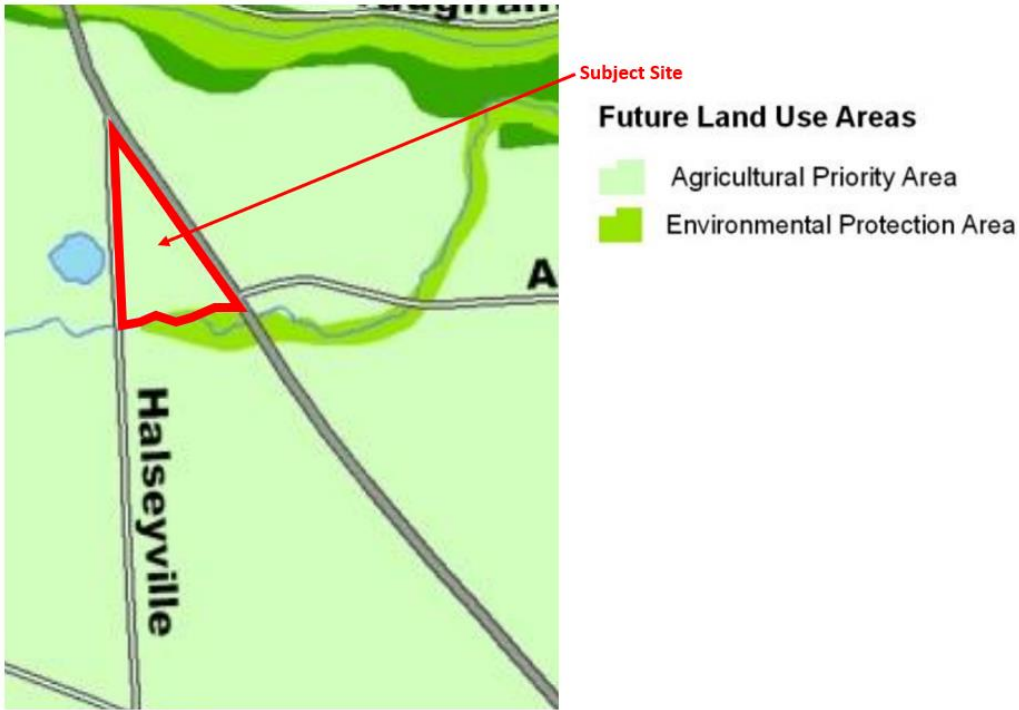 Subject Site
Future Land Use Areas
Agricultural Priority Area
Environmental Protection Area
A
Halseyville